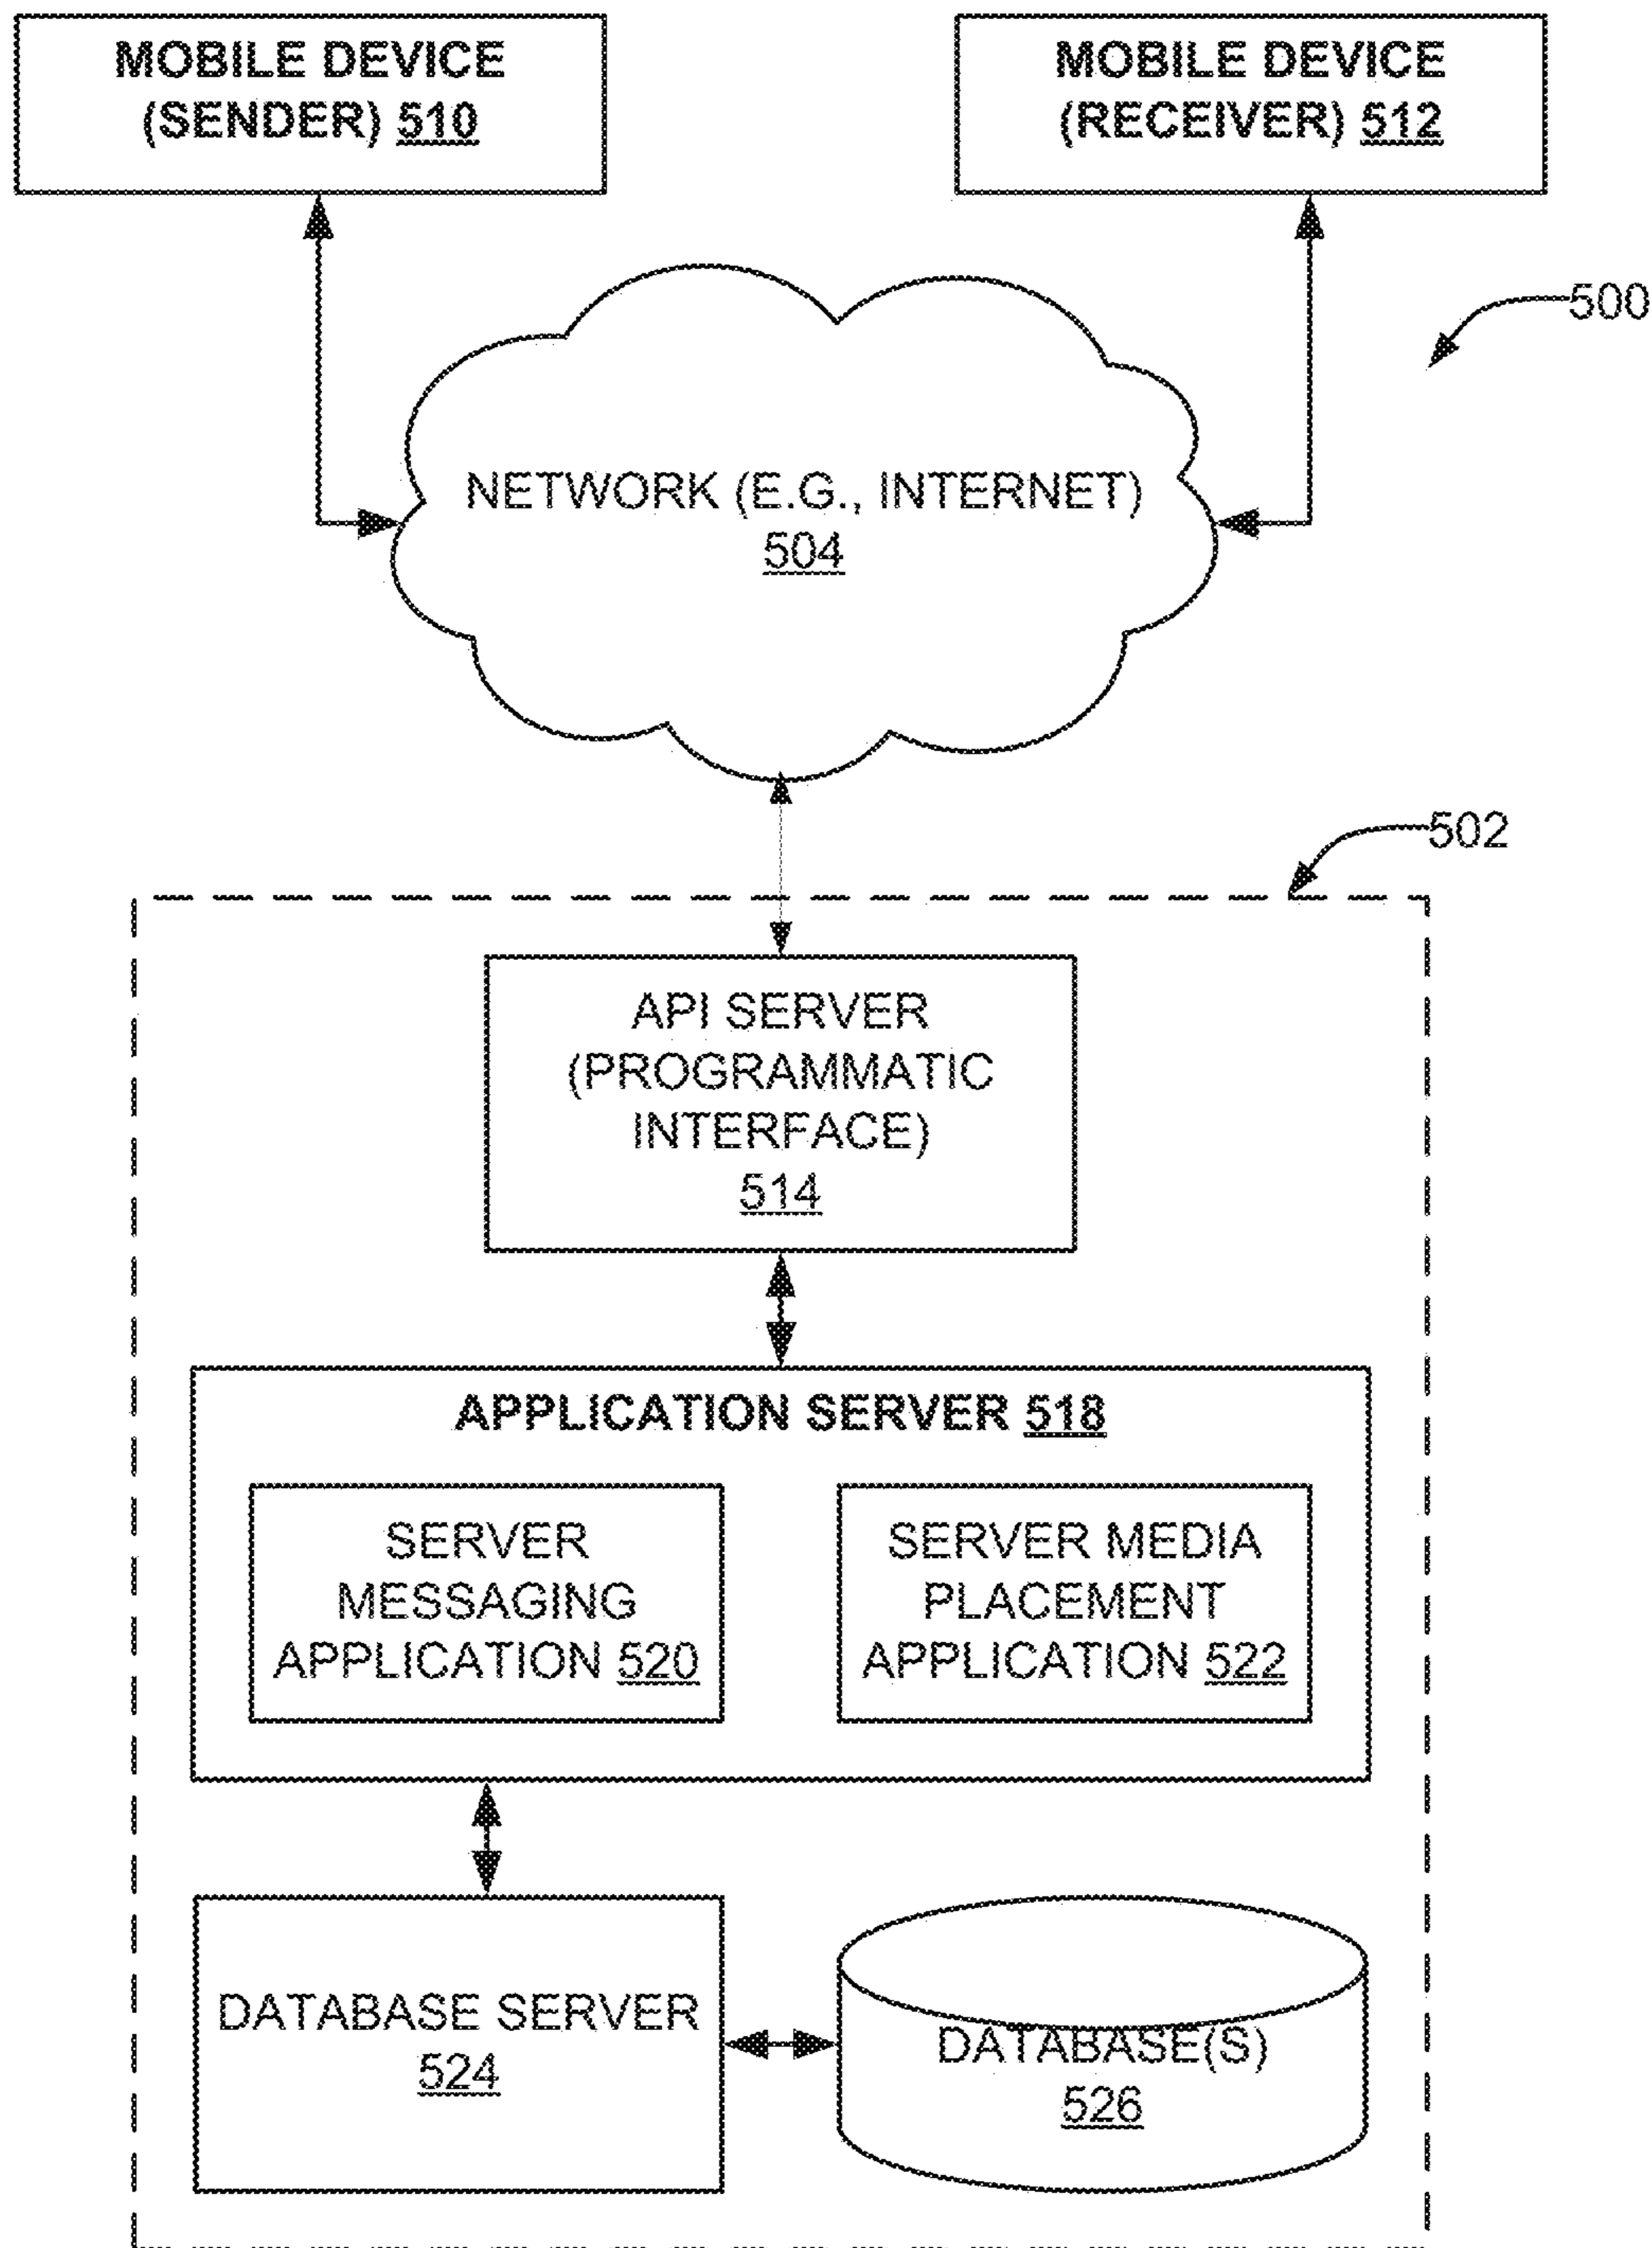 MOBILE DEVICE
(SENDER) 510
MOBILE DEVICE
(RECEIVER) 512
500
NETWORK (E.G., INTERNET)
504
502
API SERVER
(PROGRAMMATIC
INTERFACE)
514
APPLICATION SERVER 518
SERVER
MESSAGING
APPLICATION 520
SERVER MEDIA
PLACEMENT
APPLICATION 522
DATABASE SERVER
524
DATABASE(S)
526